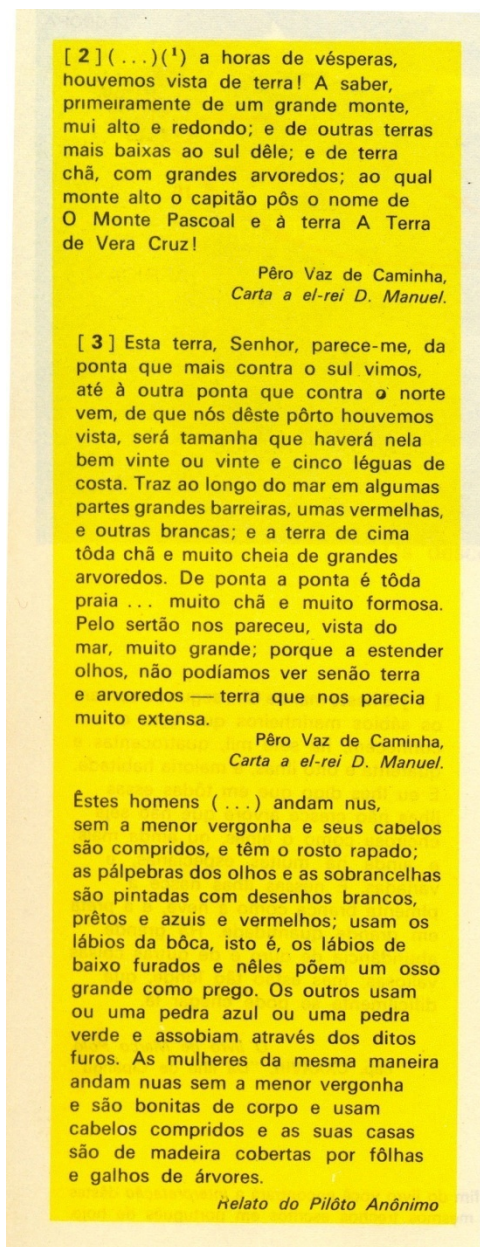 [ 2 ] ( . . . ) (¹) a horas de vésperas,
houvemos vista de terra! A saber,
primeiramente de um grande monte,
mui alto e redondo; e de outras terras
mais baixas ao sul dêle; e de terra
chã, com grandes arvoredos; ao qual
monte alto o capitão pôs o nome de
O Monte Pascoal e à terra A Terra
de Vera Cruz!
Pêro Vaz de Caminha,
Carta a el-rei D. Manuel.
[ 3 ] Esta terra, Senhor, parece-me, da
ponta que mais contra o sul vimos,
até à outra ponta que contra o norte
vem, de que nós dêste pôrto houvemos
vista, será tamanha que haverá nela
bem vinte ou vinte e cinco léguas de
costa. Traz ao longo do mar em algumas
partes grandes barreiras, umas vermelhas,
e outras brancas; e a terra de cima
tôda chã e muito cheia de grandes
arvoredos. De ponta a ponta é tôda
praia . . . muito chã e muito formosa.
Pelo sertão nos pareceu, vista do
mar, muito grande; porque a estender
olhos, não podíamos ver senão terra
e arvoredos — terra que nos parecia
muito extensa.
Pêro Vaz de Caminha,
Carta a el-rei D. Manuel.
Êstes homens ( . . . ) andam nus,
sem a menor vergonha e seus cabelos
são compridos, e têm o rosto rapado;
as pálpebras dos olhos e as sobrancelhas
são pintadas com desenhos brancos,
prêtos e azuis e vermelhos; usam os
lábios da bôca, isto é, os lábios de
baixo furados e nêles põem um osso
grande como prego. Os outros usam
ou uma pedra azul ou uma pedra
verde e assobiam através dos ditos
furos. As mulheres da mesma maneira
andam nuas sem a menor vergonha
e são bonitas de corpo e usam
cabelos compridos e as suas casas
são de madeira cobertas por fôlhas
e galhos de árvores.
Relato do Pilôto Anônimo